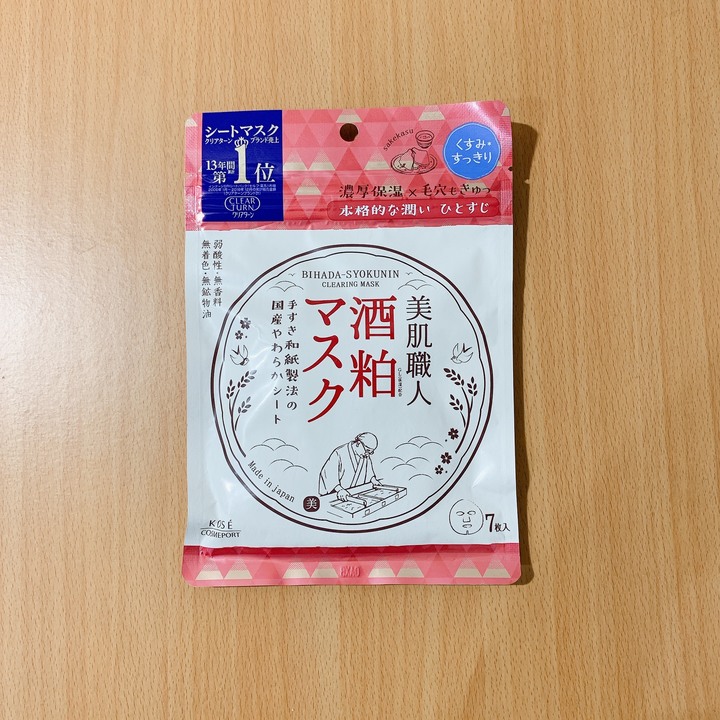 シートマスク
クリアターン ブランド売上
13年間
第1位
CLEAR
TURN
クリアターン
sakekasu
くすみ*
すっきり
濃厚保湿×毛穴もきゅっ
本格的な潤い ひとすじ
弱酸性・無香料
無着色・無鉱物油
BIHADA-SYOKUNIN
CLEARING MASK
美肌職人
酒粕
マスク
手すき和紙製法の
国産やわらかシート
Made in Japan
美
KOSÉ
COSMEPORT
7枚入